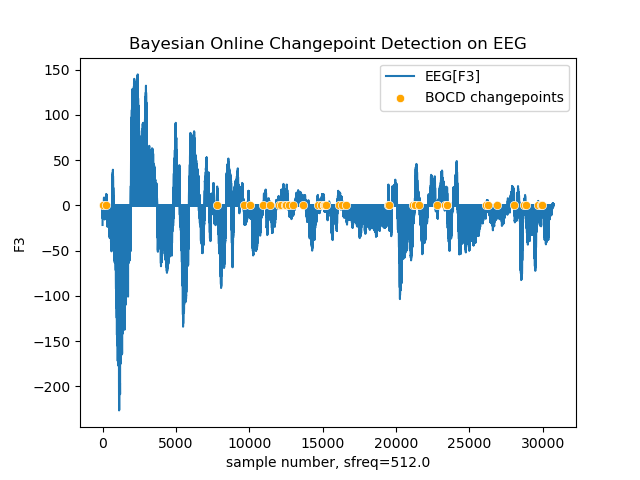 Bayesian Online Changepoint Detection on EEG
EEG[F3]
BOCD changepoints
150
100
50
0
−50
−100
−150
−200
F3
0 5000 10000 15000 20000 25000 30000
sample number, sfreq=512.0